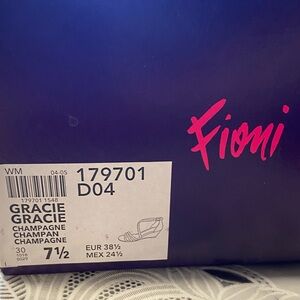 Fioni
WM 04-05
179701
D04
179701 1548
GRACIE
GRACIE
CHAMPAGNE
CHAMPAN
CHAMPAGNE
30
7½
EUR 38½
MEX 24½